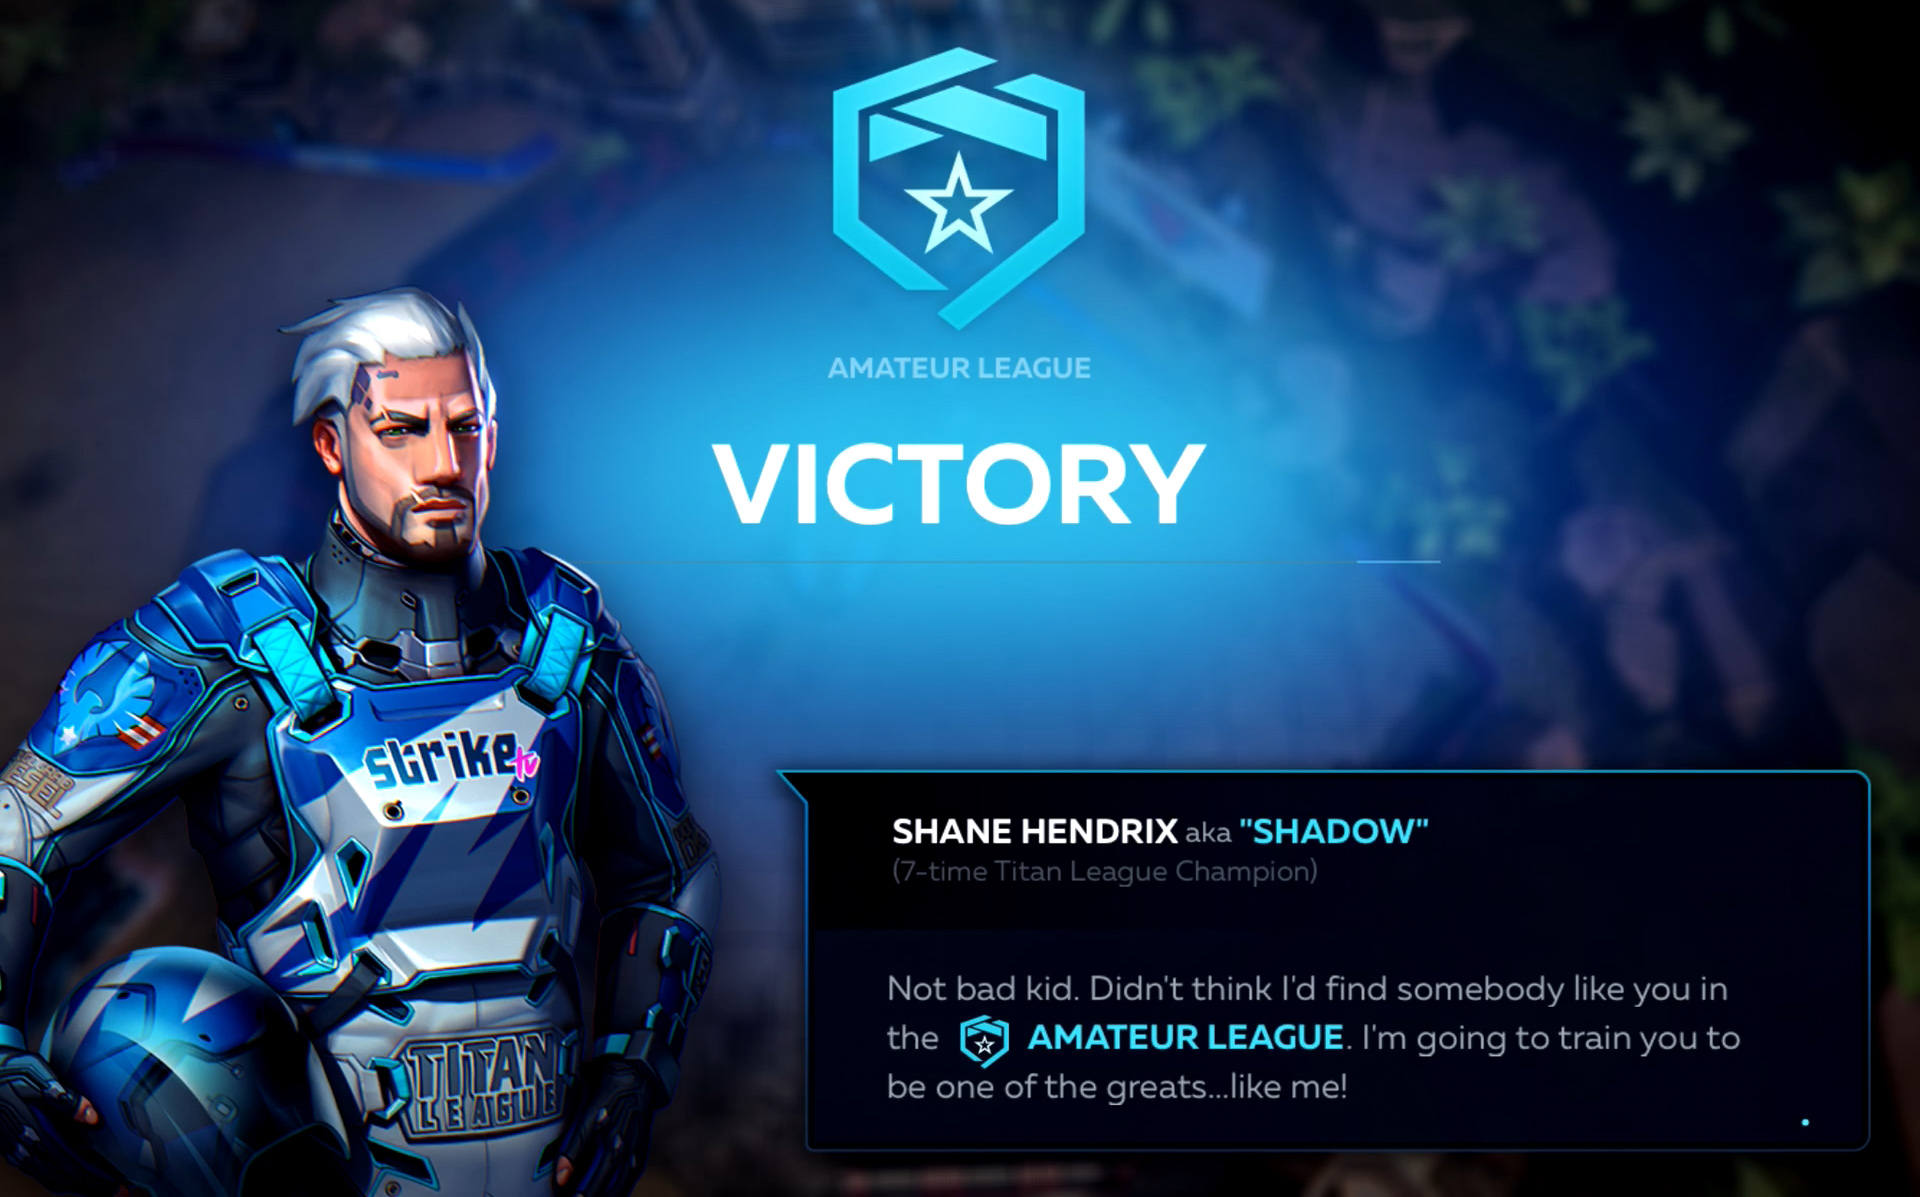 AMATEUR LEAGUE
VICTORY
strike tv
TITAN
LEAGUE
SHANE HENDRIX aka "SHADOW"
(7-time Titan League Champion)
Not bad kid. Didn't think I'd find somebody like you in
the AMATEUR LEAGUE. I'm going to train you to
be one of the greats...like me!